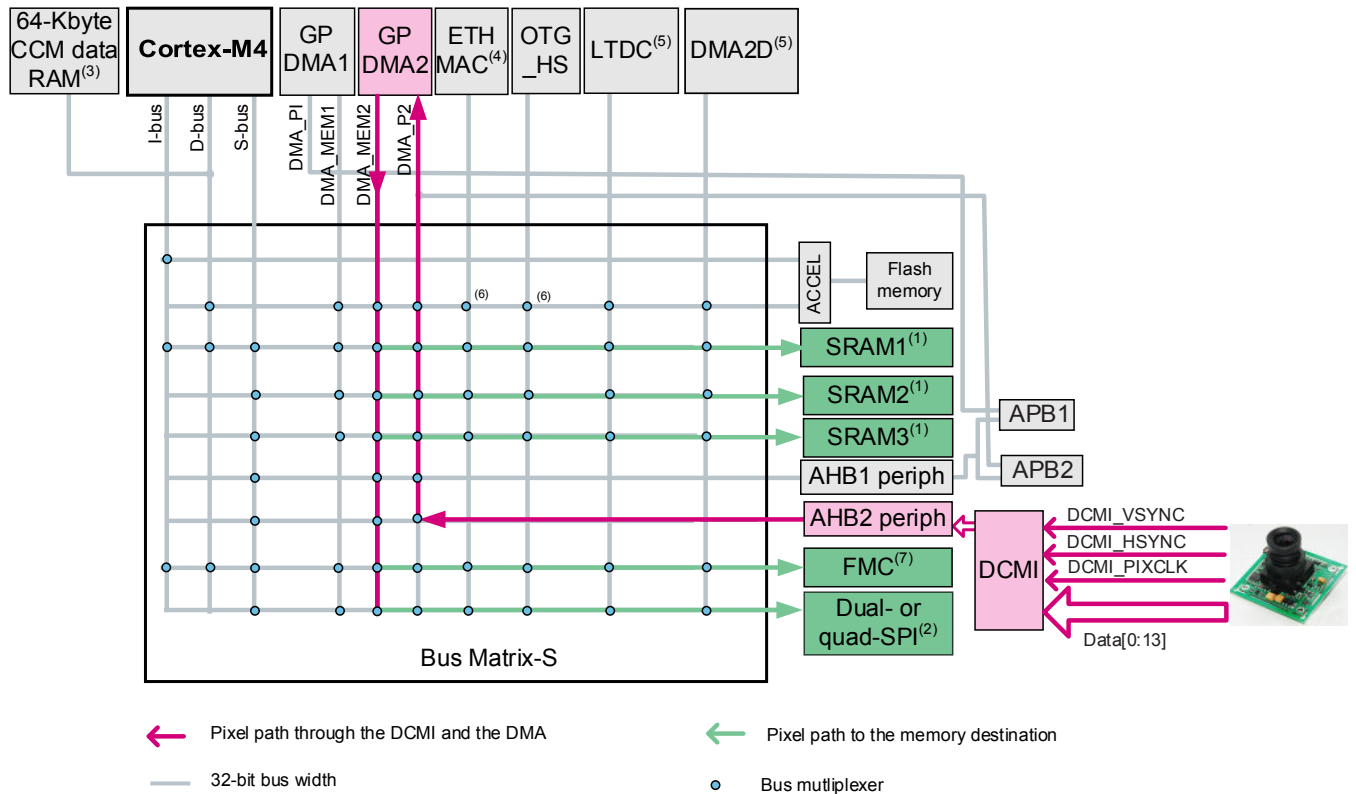 64-Kbyte
CCM data
RAM(3)
Cortex-M4
GP
DMA1
GP
DMA2
ETH
MAC(4)
OTG
_HS
LTDC(5)
DMA2D(5)
I-bus
D-bus
S-bus
DMA_PI
DMA_MEM1
DMA_MEM2
DMA_P2
ACCEL
Flash
memory
(6)
(6)
SRAM1(1)
SRAM2(1)
SRAM3(1)
AHB1 periph
AHB2 periph
FMC(7)
Dual- or
quad-SPI(2)
APB1
APB2
DCMI
DCMI_VSYNC
DCMI_HSYNC
DCMI_PIXCLK
Data[0:13]
Bus Matrix-S
Pixel path through the DCMI and the DMA
Pixel path to the memory destination
32-bit bus width
Bus mutliplexer